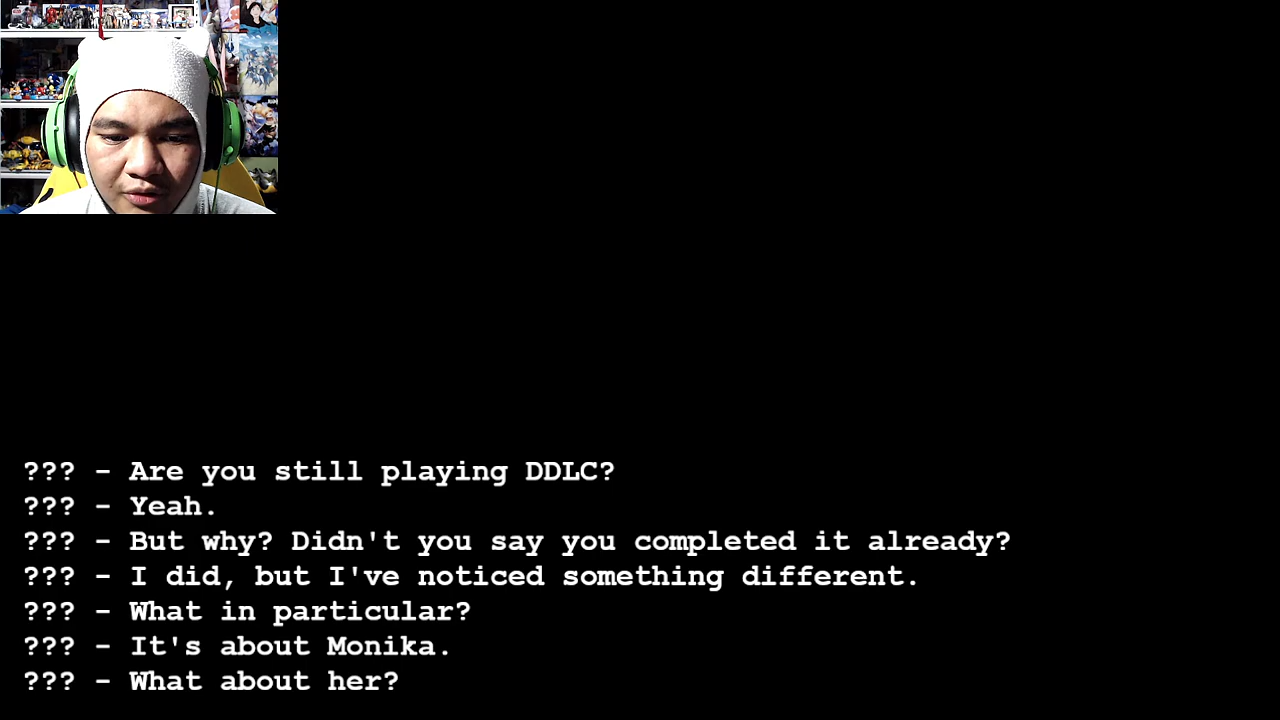 ??? - Are you still playing DDLC?
??? - Yeah.
??? - But why? Didn't you say you completed it already?
??? - I did, but I've noticed something different.
??? - What in particular?
??? - It's about Monika.
??? - What about her?